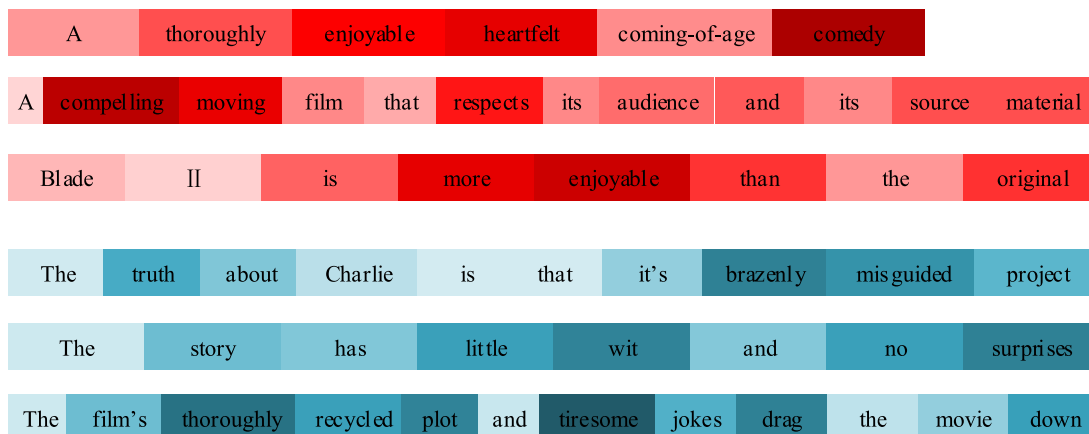 A thoroughly enjoyable heartfelt coming-of-age comedy
A compelling moving film that respects its audience and its source material
Blade II is more enjoyable than the original
The truth about Charlie is that it's brazenly misguided project
The story has little wit and no surprises
The film's thoroughly recycled plot and tiresome jokes drag the movie down